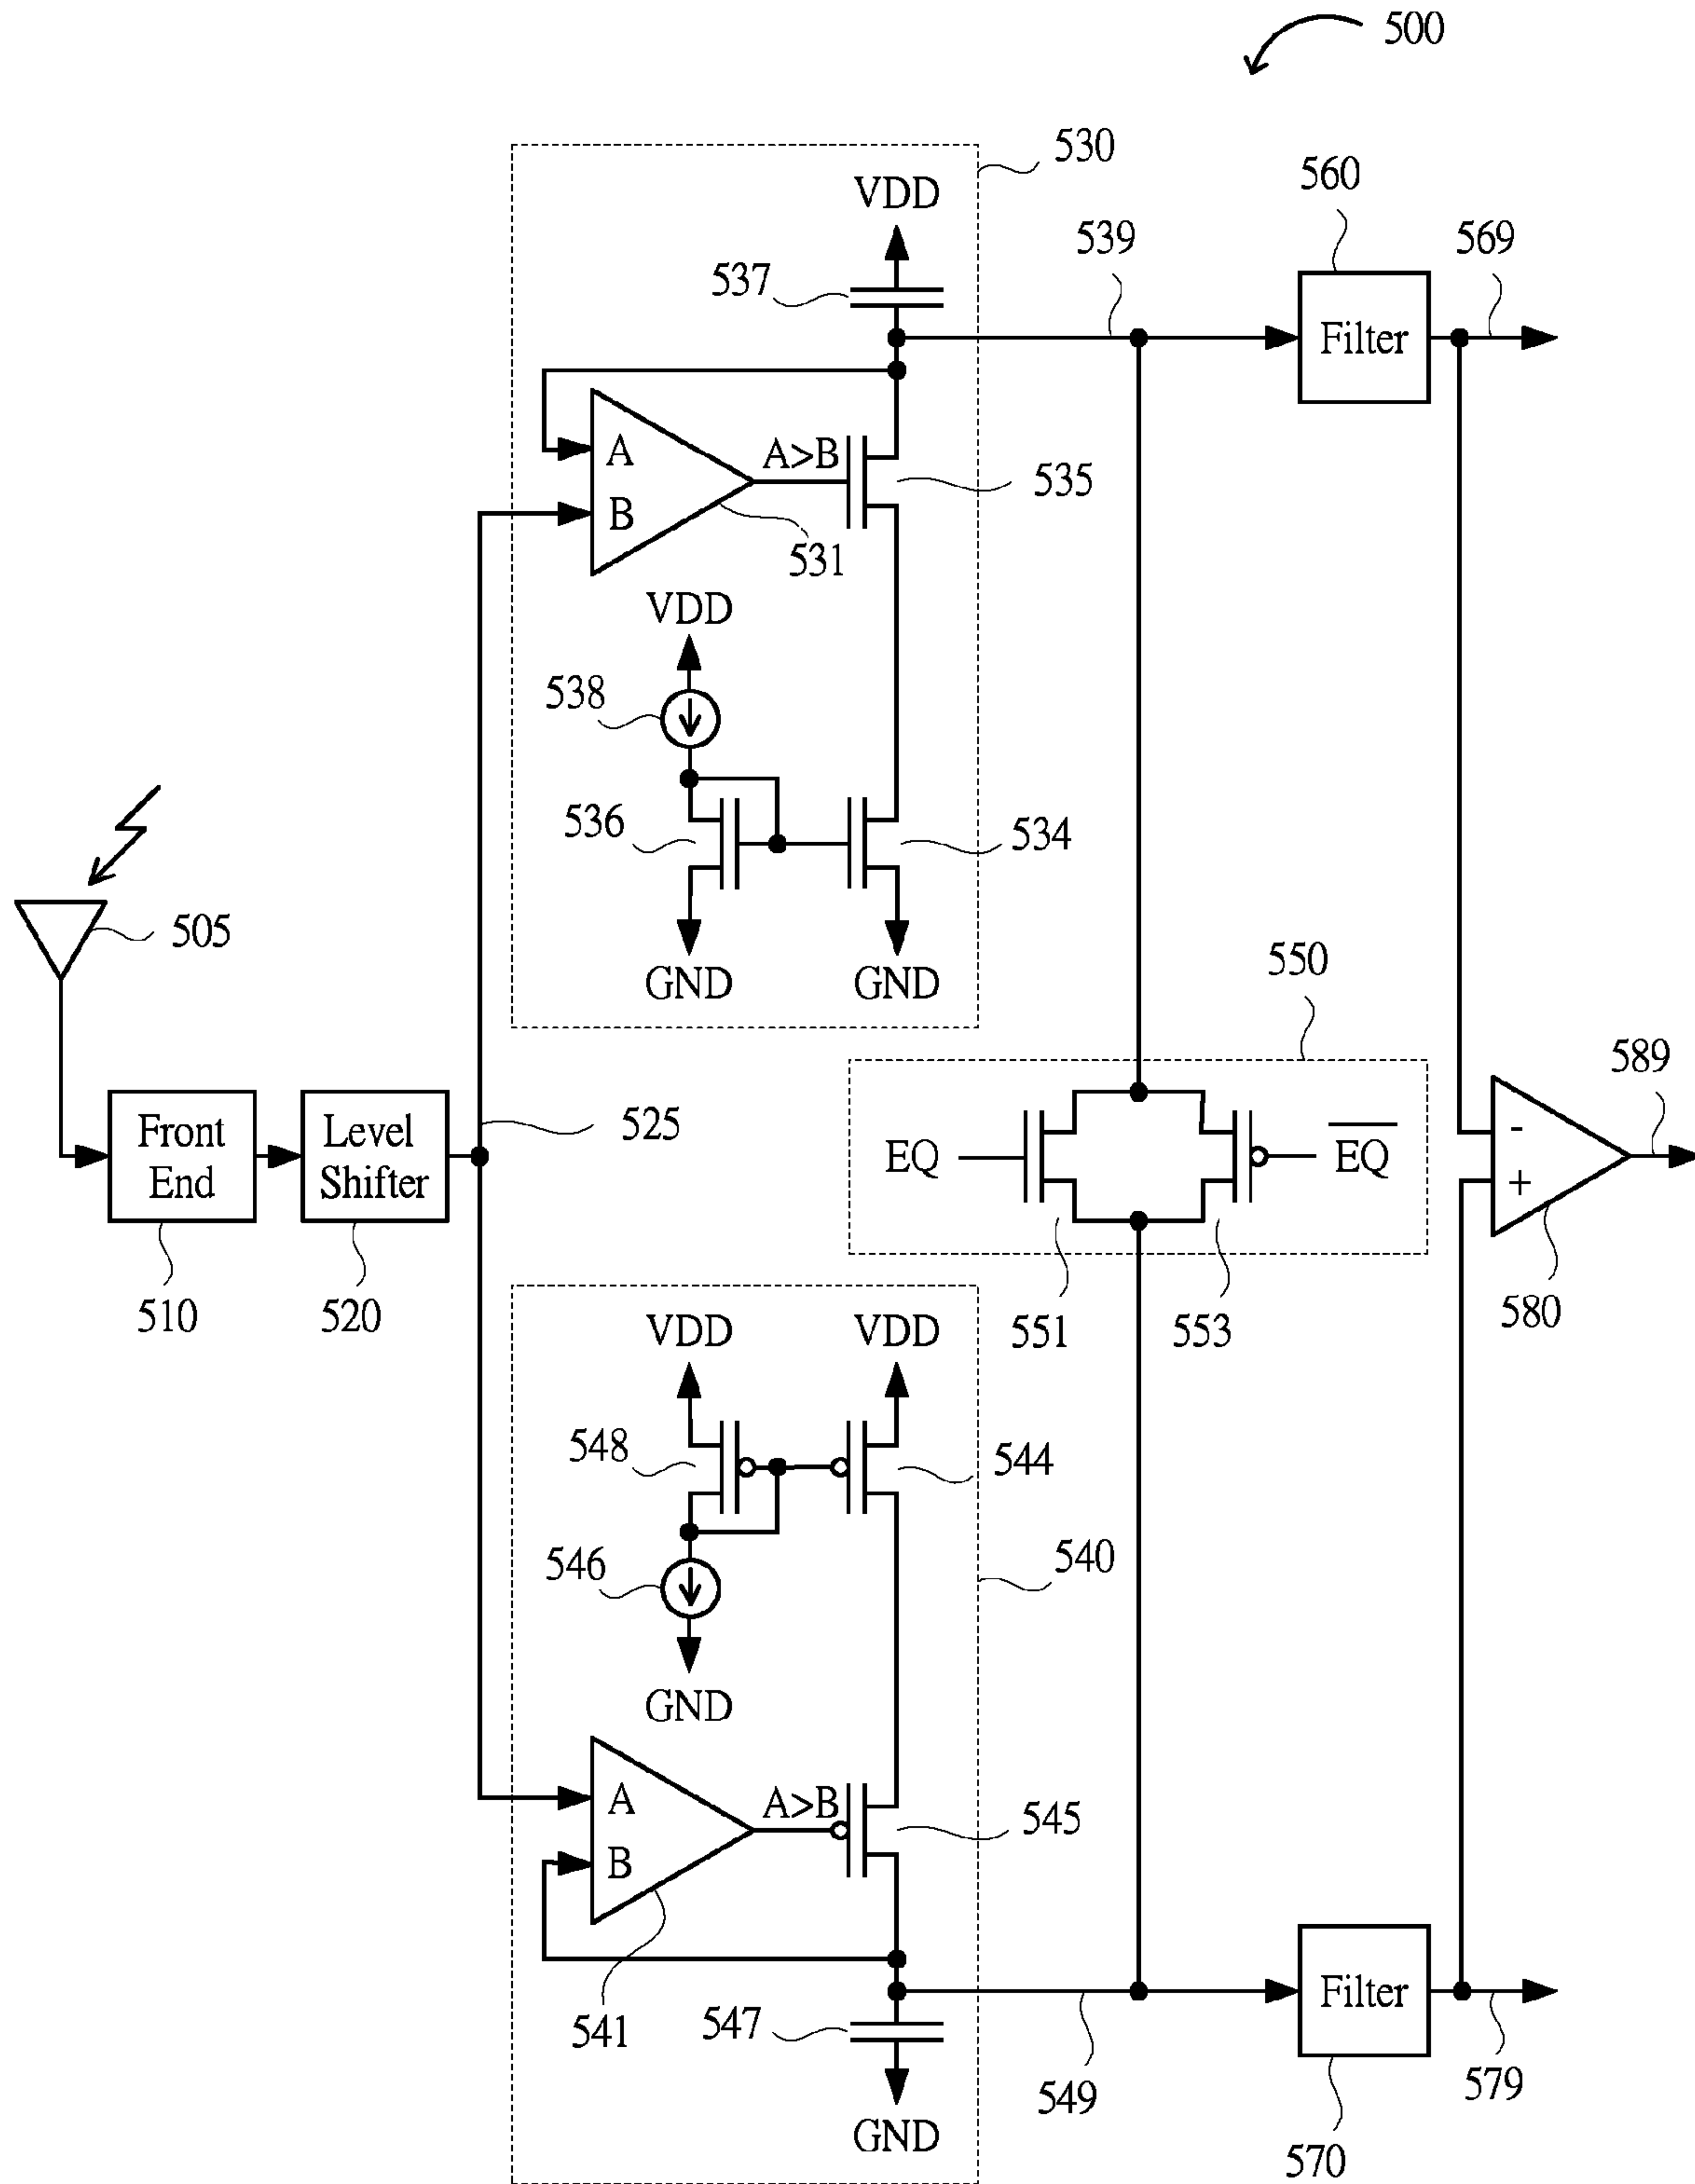 500
530
VDD
560
539
569
537
Filter
A
A>B
535
B
531
VDD
538
536
534
505
GND
GND
550
589
Front
End
Level
Shifter
525
EQ
E̅Q̅
-
+
510
520
551
553
580
VDD
VDD
548
544
546
540
GND
A
A>B
545
B
541
547
Filter
549
579
GND
570